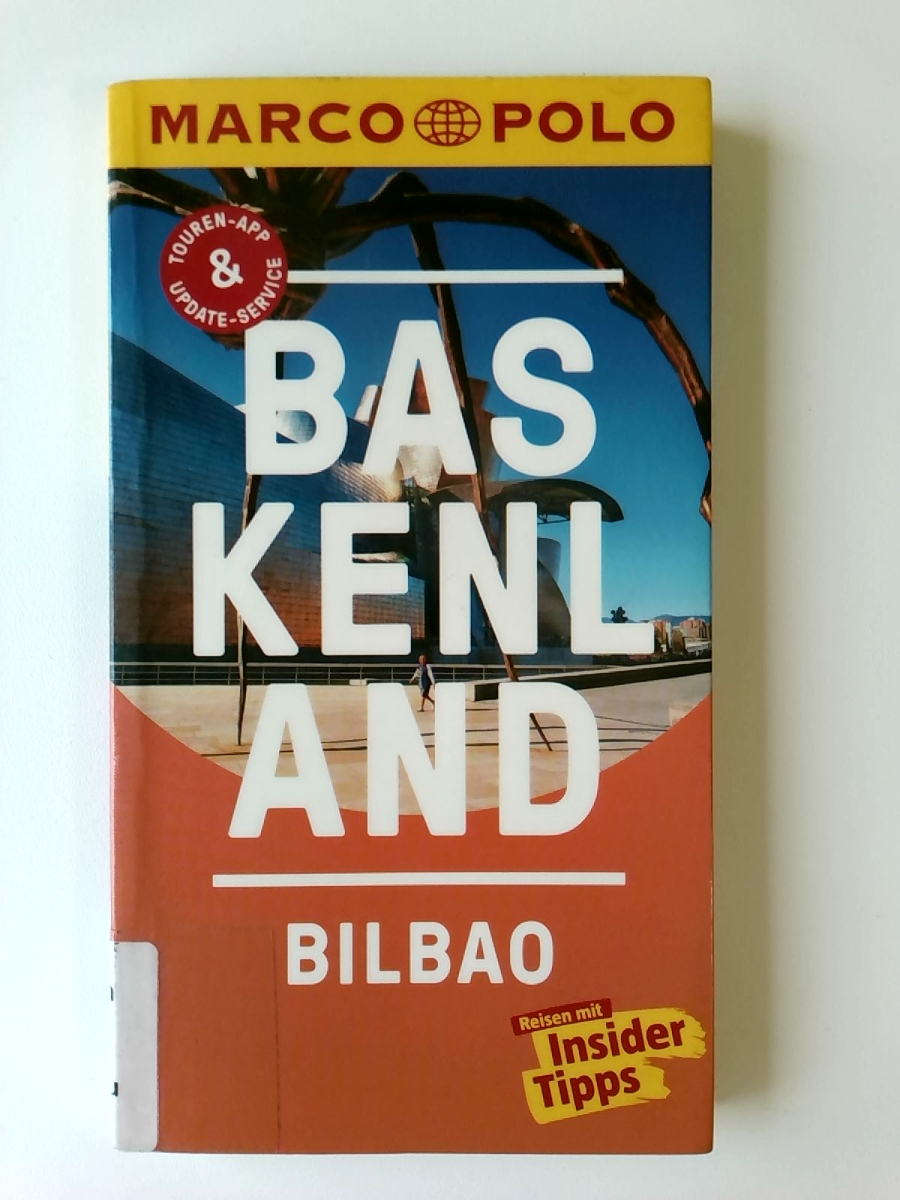 MARCO POLO
TOUREN-APP
&
UPDATE-SERVICE
BAS
KENL
AND
BILBAO
Reisen mit
Insider
Tipps